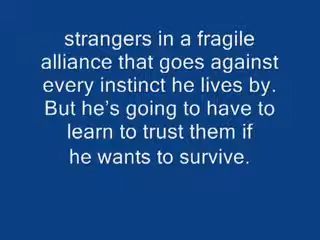 strangers in a fragile
alliance that goes against
every instinct he lives by.
But he’s going to have to
learn to trust them if
he wants to survive.